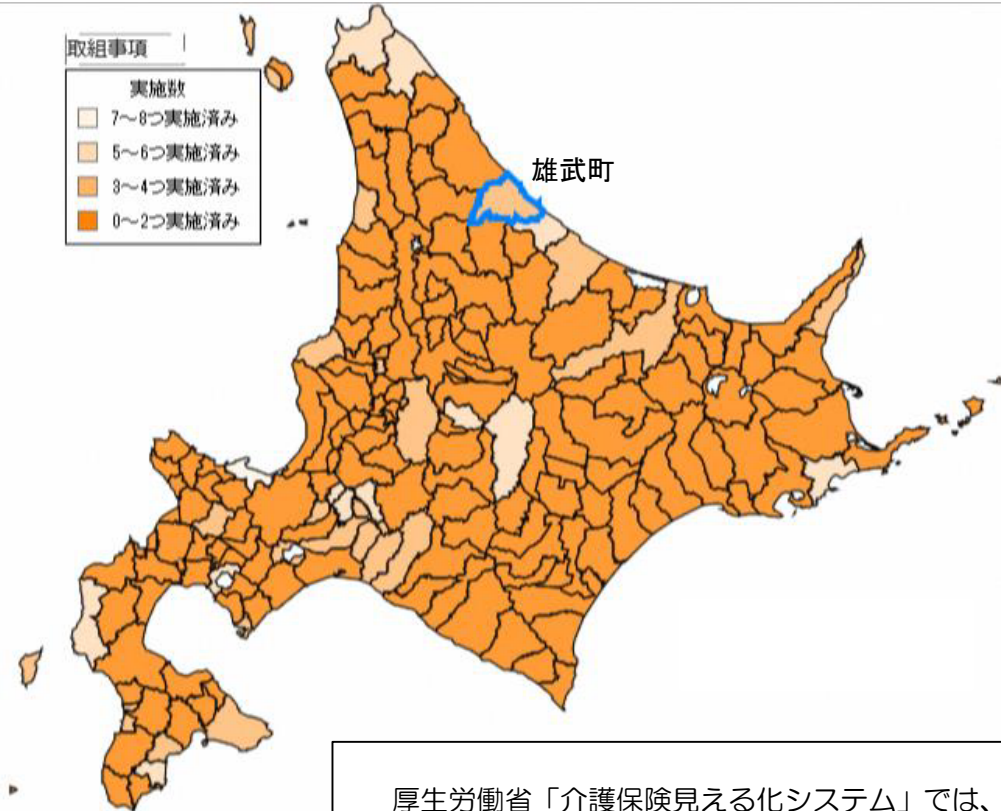 取組事項
実施数
7～8つ実施済み
5～6つ実施済み
3～4つ実施済み
0～2つ実施済み
雄武町
厚生労働省「介護保険見える化システム」では、